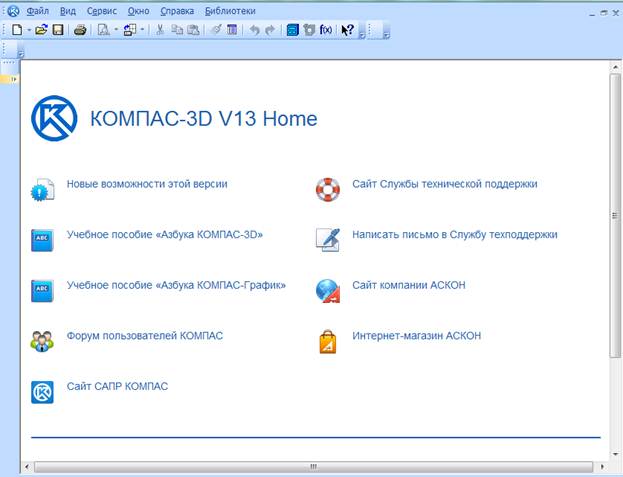 Файл Вид Сервис Окно Справка Библиотеки
f(x)
КОМПАС-3D V13 Home
Новые возможности этой версии
Сайт Службы технической поддержки
ABC
Учебное пособие «Азбука КОМПАС-3D»
Написать письмо в Службу техподдержки
ABC
Учебное пособие «Азбука КОМПАС-График»
Сайт компании АСКОН
Форум пользователей КОМПАС
Интернет-магазин АСКОН
Сайт САПР КОМПАС